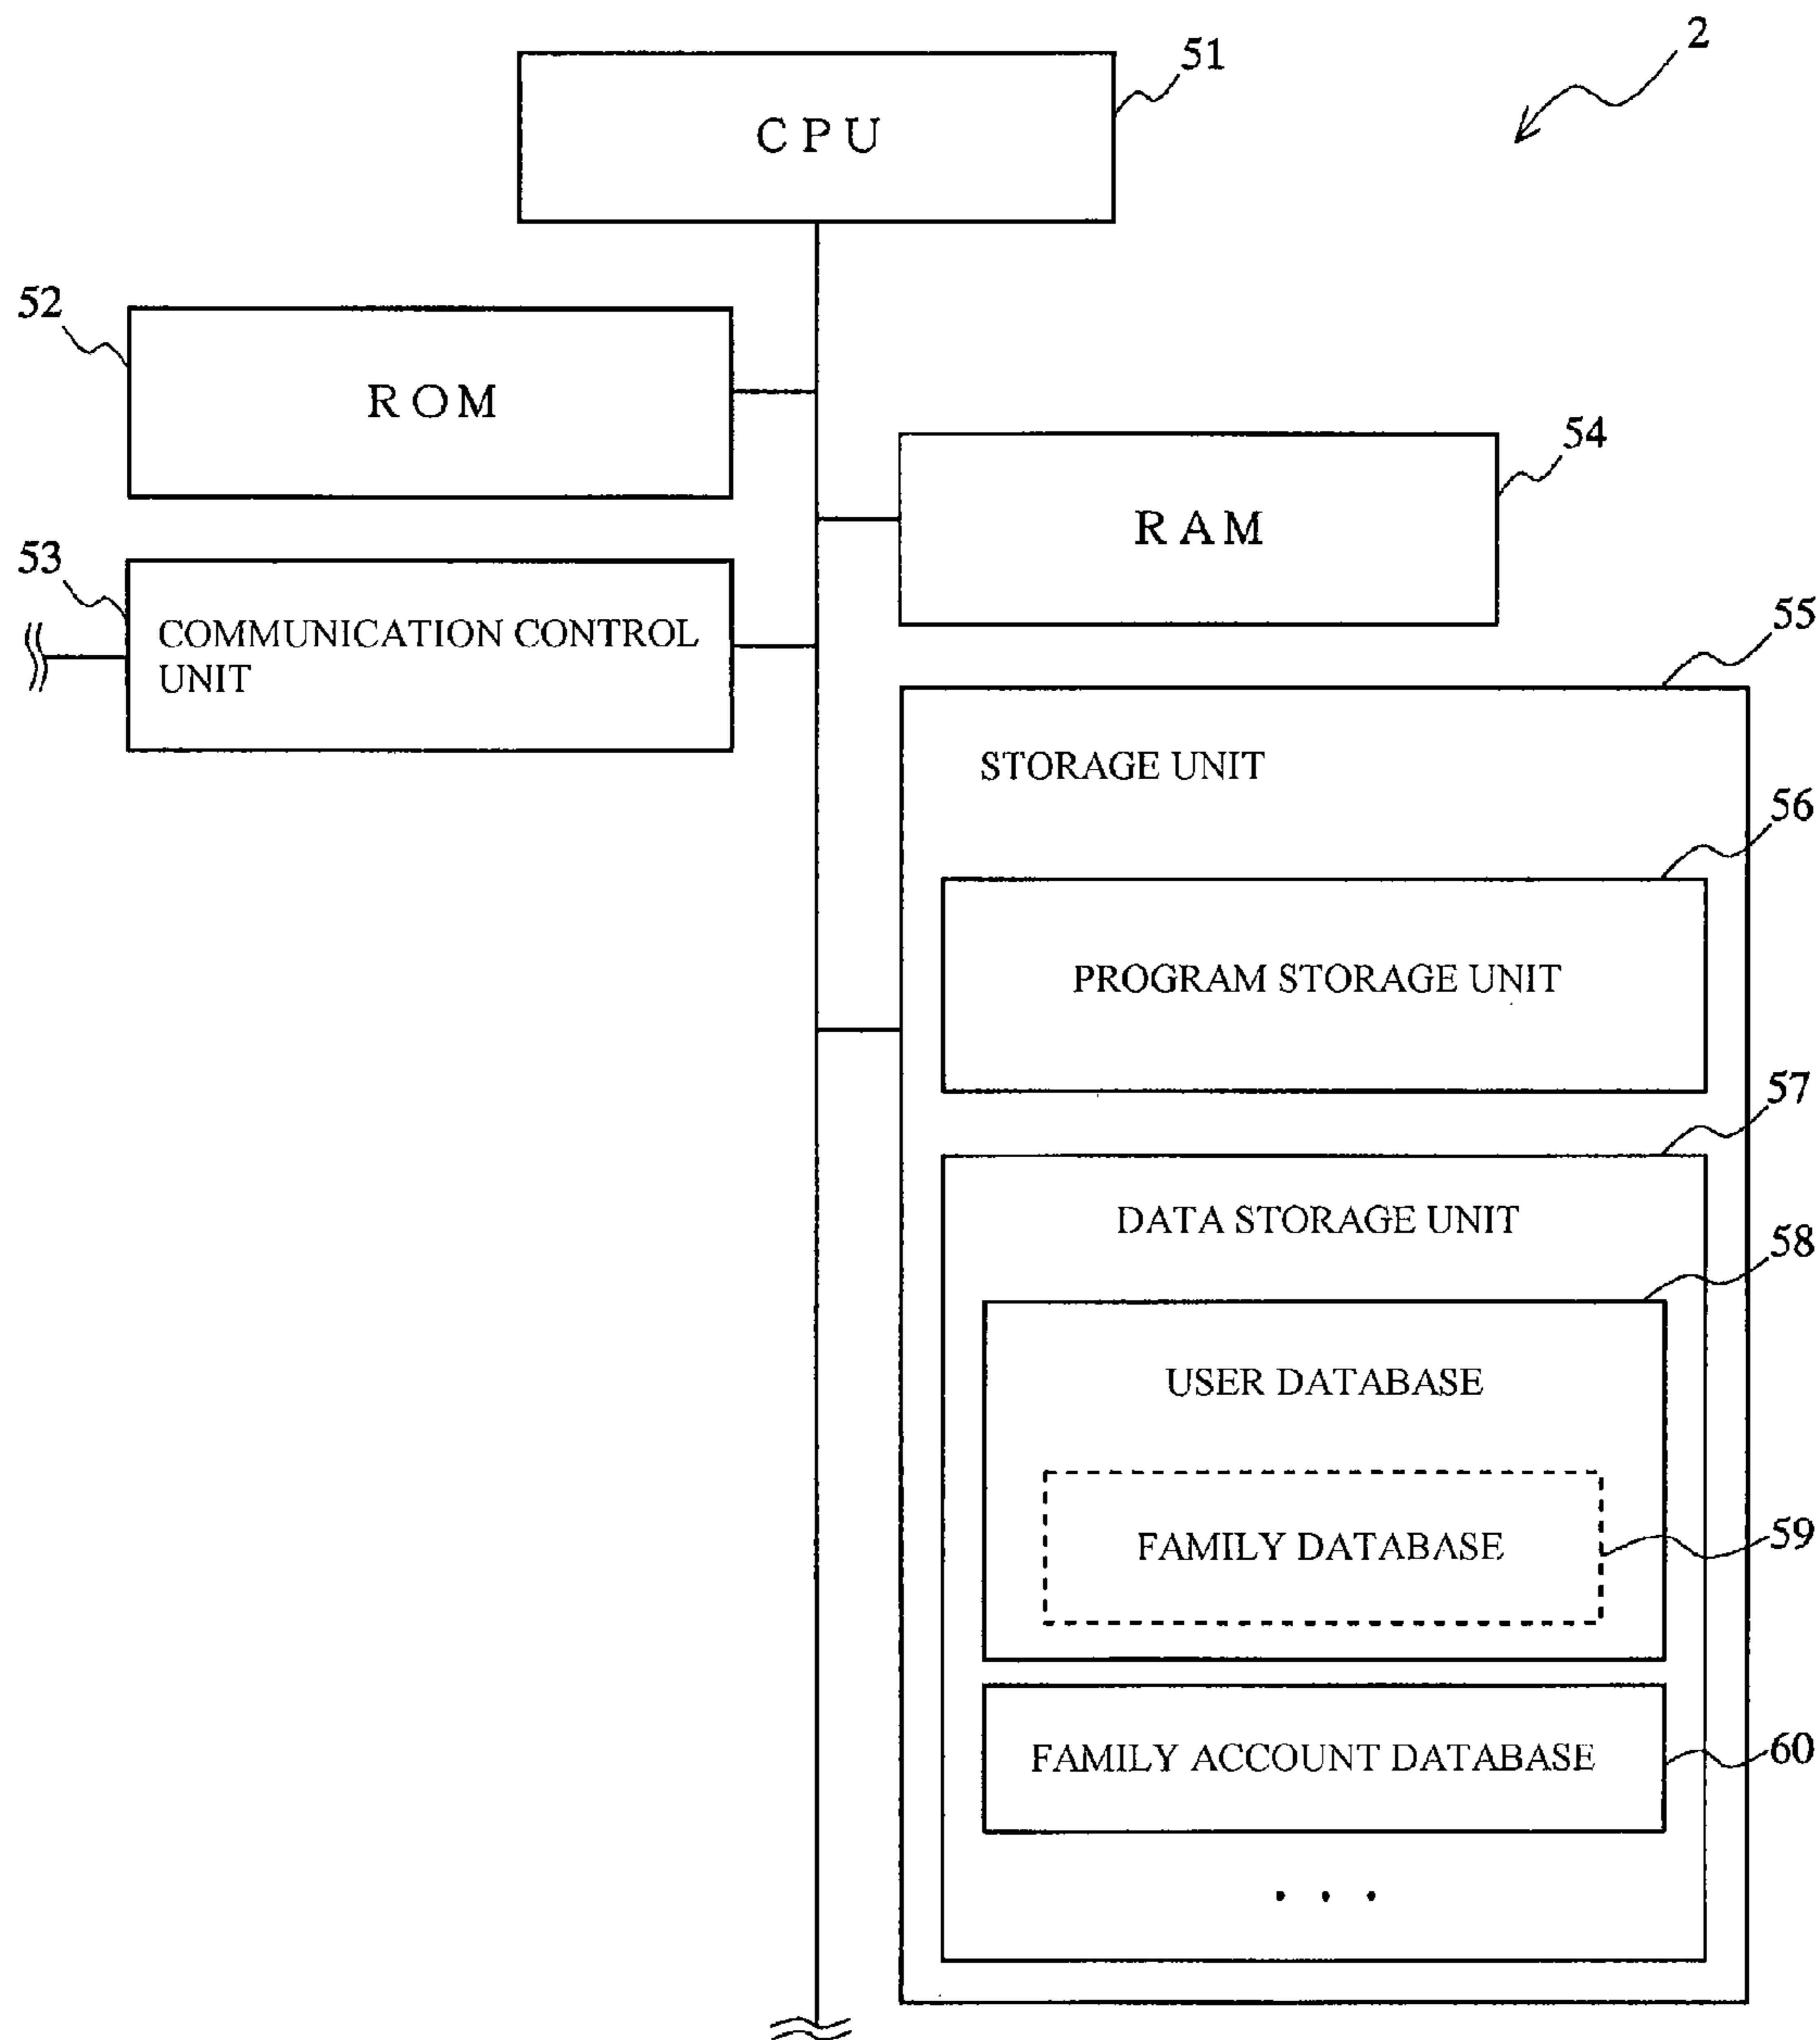 2
51
CPU
52
ROM
54
RAM
53
COMMUNICATION CONTROL
UNIT
55
STORAGE UNIT
56
PROGRAM STORAGE UNIT
57
DATA STORAGE UNIT
58
USER DATABASE
FAMILY DATABASE
59
FAMILY ACCOUNT DATABASE
60
. . .